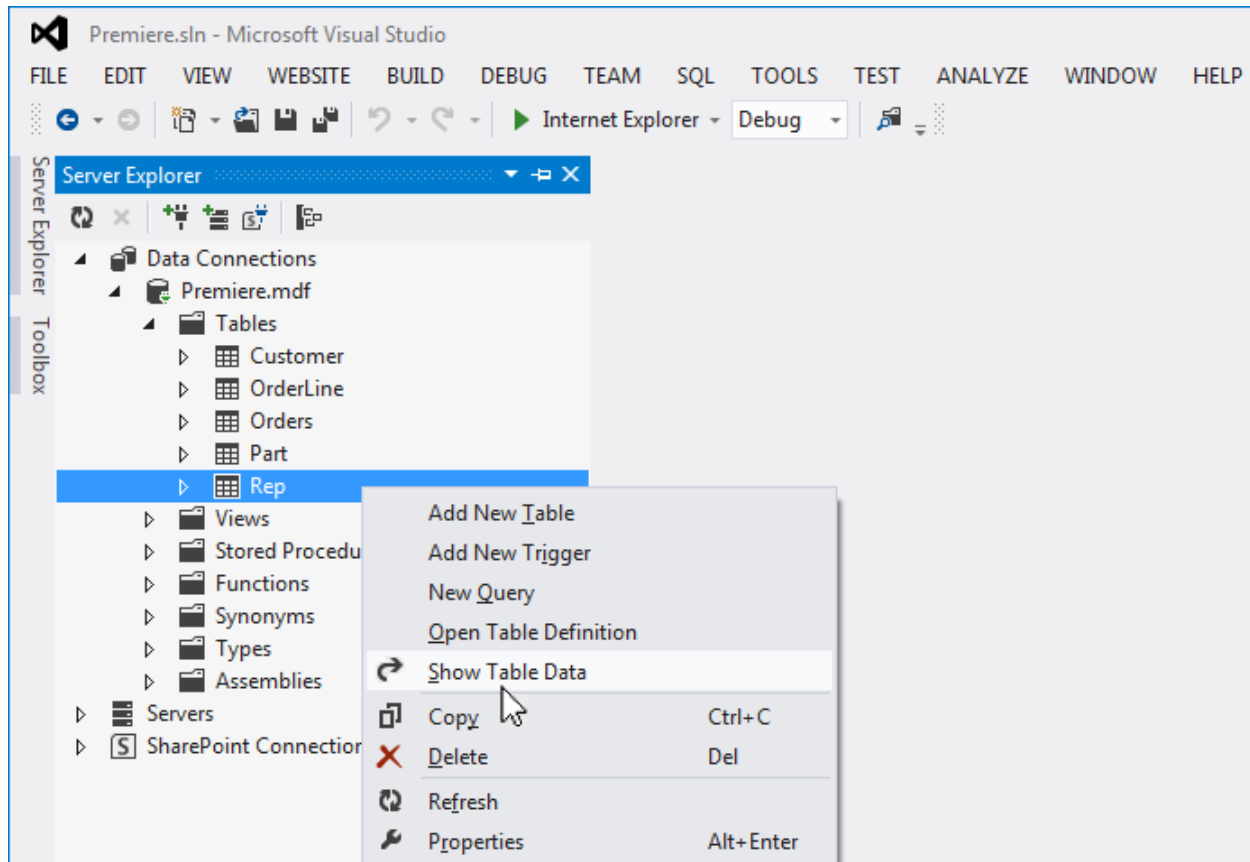 Premiere.sln - Microsoft Visual Studio
FILE EDIT VIEW WEBSITE BUILD DEBUG TEAM SQL TOOLS TEST ANALYZE WINDOW HELP
Internet Explorer Debug
Server Explorer
Toolbox
Server Explorer
Data Connections
Premiere.mdf
Tables
Customer
OrderLine
Orders
Part
Rep
Views
Stored Procedu
Functions
Synonyms
Types
Assemblies
Servers
SharePoint Connection
Add New Table
Add New Trigger
New Query
Open Table Definition
Show Table Data
Copy Ctrl+C
Delete Del
Refresh
Properties Alt+Enter